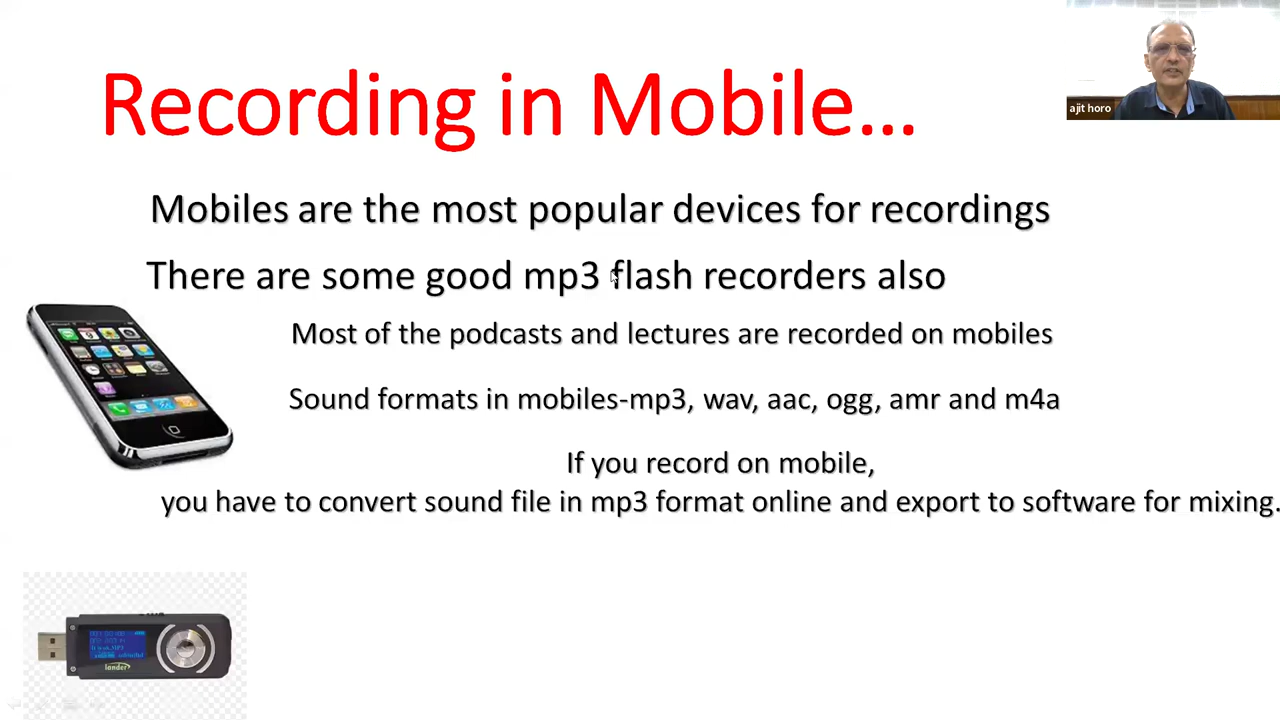 Recording in Mobile...
ajit horo
Mobiles are the most popular devices for recordings
There are some good mp3 flash recorders also
Most of the podcasts and lectures are recorded on mobiles
Sound formats in mobiles-mp3, wav, aac, ogg, amr and m4a
If you record on mobile,
you have to convert sound file in mp3 format online and export to software for mixing.
lander